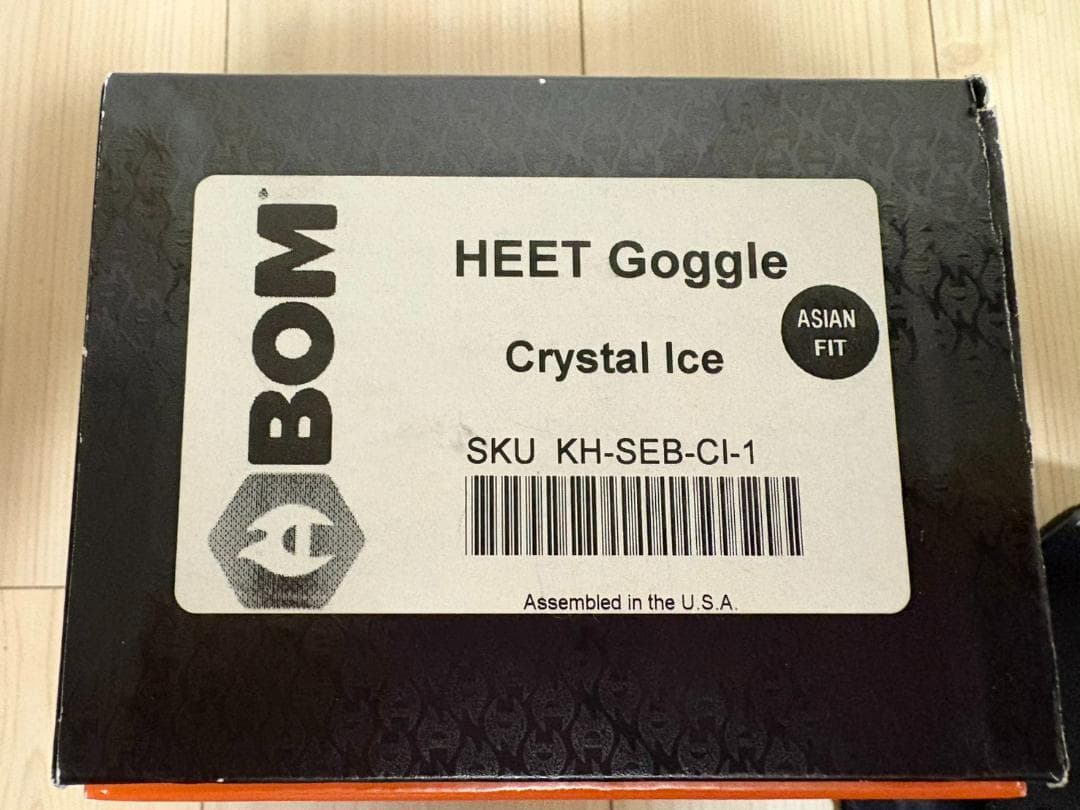 BOM
HEET Goggle
ASIAN
FIT
Crystal Ice
SKU KH-SEB-CI-1
Assembled in the U.S.A.